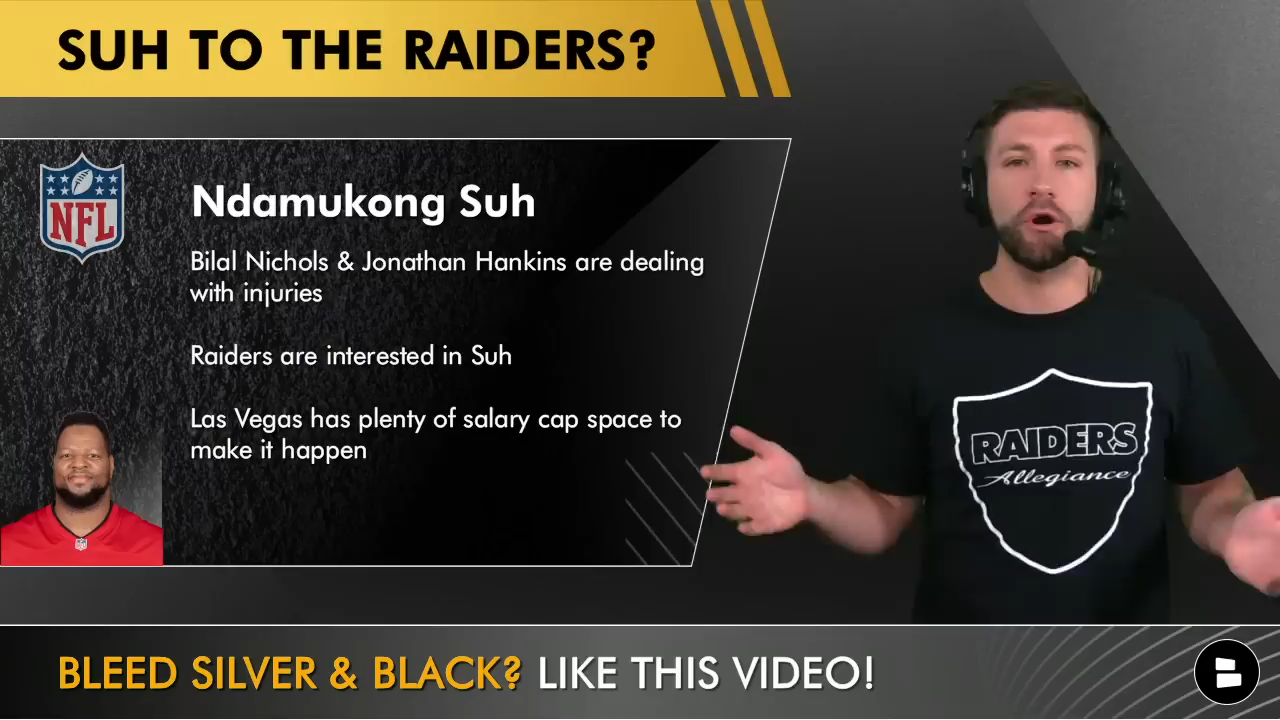 SUH TO THE RAIDERS?
NFL
Ndamukong Suh
Bilal Nichols & Jonathan Hankins are dealing
with injuries
Raiders are interested in Suh
Las Vegas has plenty of salary cap space to
make it happen
RAIDERS
Allegiance
BLEED SILVER & BLACK? LIKE THIS VIDEO!